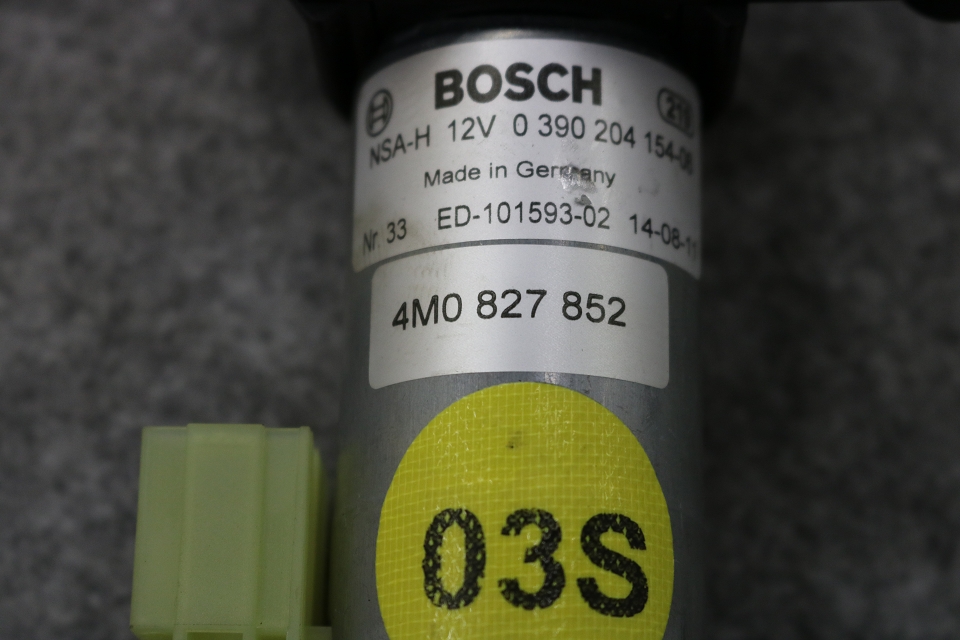 BOSCH
NSA-H 12V 0 390 204 154-06
Made in Germany
Nr. 33 ED-101593-02 14-08-11
4M0 827 852
03S